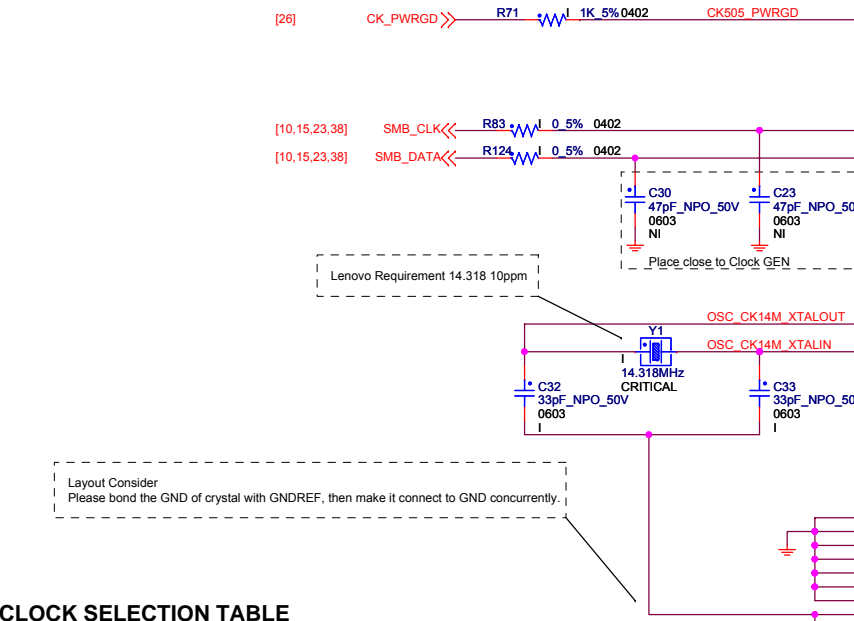 [26] CK_PWRGD R71 I 1K_5% 0402 CK505_PWRGD
[10,15,23,38] SMB_CLK R83 I 0_5% 0402
[10,15,23,38] SMB_DATA R124 I 0_5% 0402
C30 C23
47pF_NPO_50V 47pF_NPO_50
0603 0603
NI NI
Place close to Clock GEN
Lenovo Requirement 14.318 10ppm
OSC_CK14M_XTALOUT
Y1
OSC_CK14M_XTALIN
I
14.318MHz
CRITICAL
C32 C33
33pF_NPO_50V 33pF_NPO_50
0603 0603
I I
Layout Consider
Please bond the GND of crystal with GNDREF, then make it connect to GND concurrently.
CLOCK SELECTION TABLE